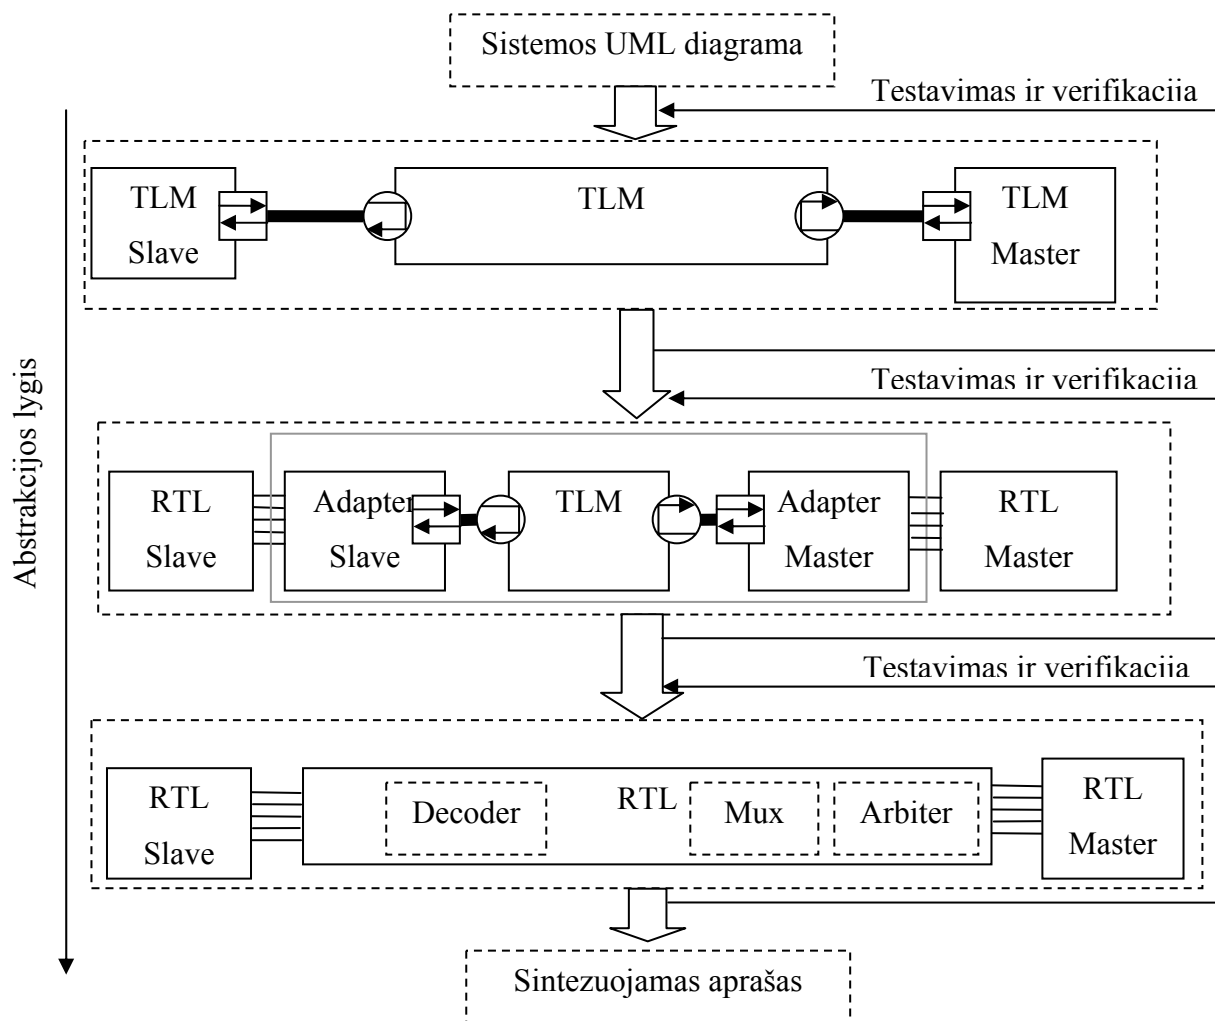 Sistemos UML diagrama
Testavimas ir verifikacija
TLM
Slave
TLM
TLM
Master
Abstrakcijos lygis
Testavimas ir verifikacija
RTL
Slave
Adapter
Slave
TLM
Adapter
Master
RTL
Master
Testavimas ir verifikacija
RTL
Slave
Decoder
RTL
Mux
Arbiter
RTL
Master
Sintezuojamas aprašas